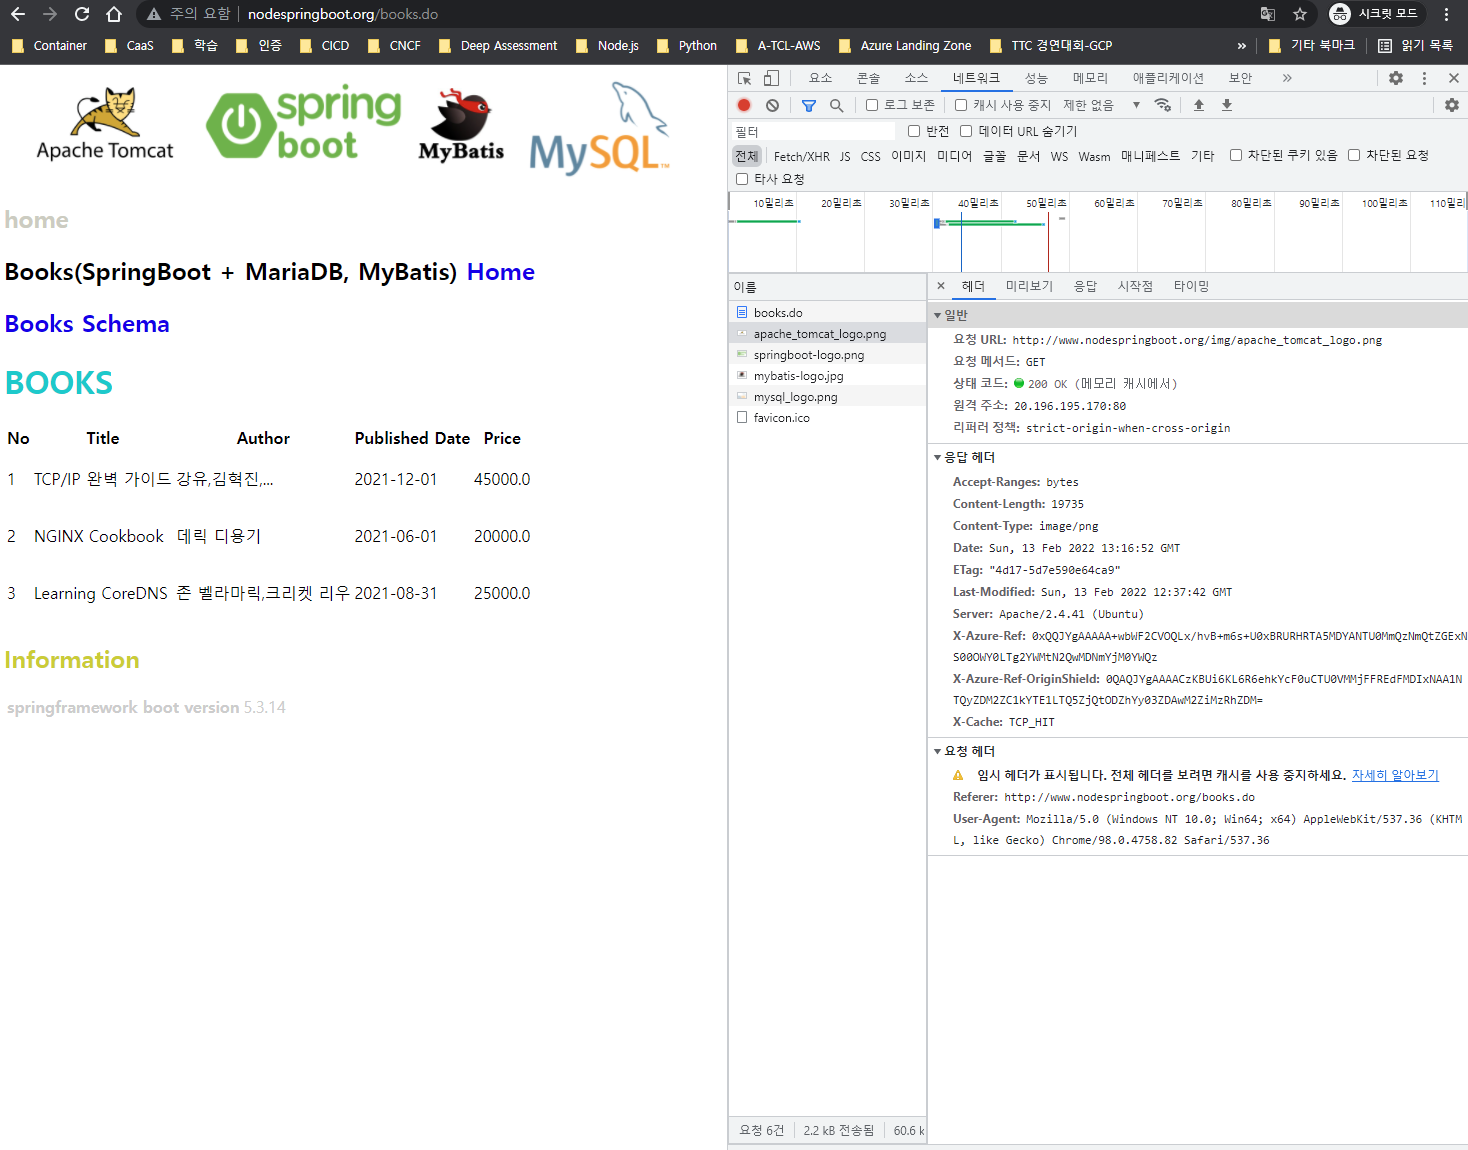 주의 요함 nodespringboot.org/books.do 시크릿 모드
Container CaaS 학습 인증 CICD CNCF Deep Assessment Node.js Python A-TCL-AWS Azure Landing Zone TTC 경연대회-GCP » 기타 북마크 읽기 목록
Apache Tomcat
spring boot
MyBatis
MySQL™
home
Books(SpringBoot + MariaDB, MyBatis) Home
Books Schema
BOOKS
No Title Author Published Date Price
1 TCP/IP 완벽 가이드 강유,김혁진,... 2021-12-01 45000.0
2 NGINX Cookbook 데릭 디용기 2021-06-01 20000.0
3 Learning CoreDNS 존 벨라마릭,크리켓 리우 2021-08-31 25000.0
Information
springframework boot version 5.3.14
요소 콘솔 소스 네트워크 성능 메모리 애플리케이션 보안 »
로그 보존 캐시 사용 중지 제한 없음
필터 반전 데이터 URL 숨기기
전체 Fetch/XHR JS CSS 이미지 미디어 글꼴 문서 WS Wasm 매니페스트 기타 차단된 쿠키 있음 차단된 요청
타사 요청
10밀리초 20밀리초 30밀리초 40밀리초 50밀리초 60밀리초 70밀리초 80밀리초 90밀리초 100밀리초 110밀리
이름
books.do
apache_tomcat_logo.png
springboot-logo.png
mybatis-logo.jpg
mysql_logo.png
favicon.ico
요청 6건 2.2 kB 전송됨 60.6 k
× 헤더 미리보기 응답 시작점 타이밍
일반
요청 URL: http://www.nodespringboot.org/img/apache_tomcat_logo.png
요청 메서드: GET
상태 코드: 200 OK (메모리 캐시에서)
원격 주소: 20.196.195.170:80
리퍼러 정책: strict-origin-when-cross-origin
응답 헤더
Accept-Ranges: bytes
Content-Length: 19735
Content-Type: image/png
Date: Sun, 13 Feb 2022 13:16:52 GMT
ETag: "4d17-5d7e590e64ca9"
Last-Modified: Sun, 13 Feb 2022 12:37:42 GMT
Server: Apache/2.4.41 (Ubuntu)
X-Azure-Ref: 0xQQJYgAAAAA+wbWF2CVOQLx/hvB+m6s+U0xBRURHRTA5MDYANTU0MmQzNmQtZGExN
S00OWY0LTg2YWMtN2QwMDNmYjM0YWQz
X-Azure-Ref-OriginShield: 0QAQJYgAAAACzKBUi6KL6R6ehkYcF0uCTU0VMMjFFREdFMDIxNAA1N
TQyZDM2ZC1kYTE1LTQ5ZjQtODZhYy03ZDAwM2ZiMzRhZDM=
X-Cache: TCP_HIT
요청 헤더
임시 헤더가 표시됩니다. 전체 헤더를 보려면 캐시를 사용 중지하세요. 자세히 알아보기
Referer: http://www.nodespringboot.org/books.do
User-Agent: Mozilla/5.0 (Windows NT 10.0; Win64; x64) AppleWebKit/537.36 (KHTM
L, like Gecko) Chrome/98.0.4758.82 Safari/537.36